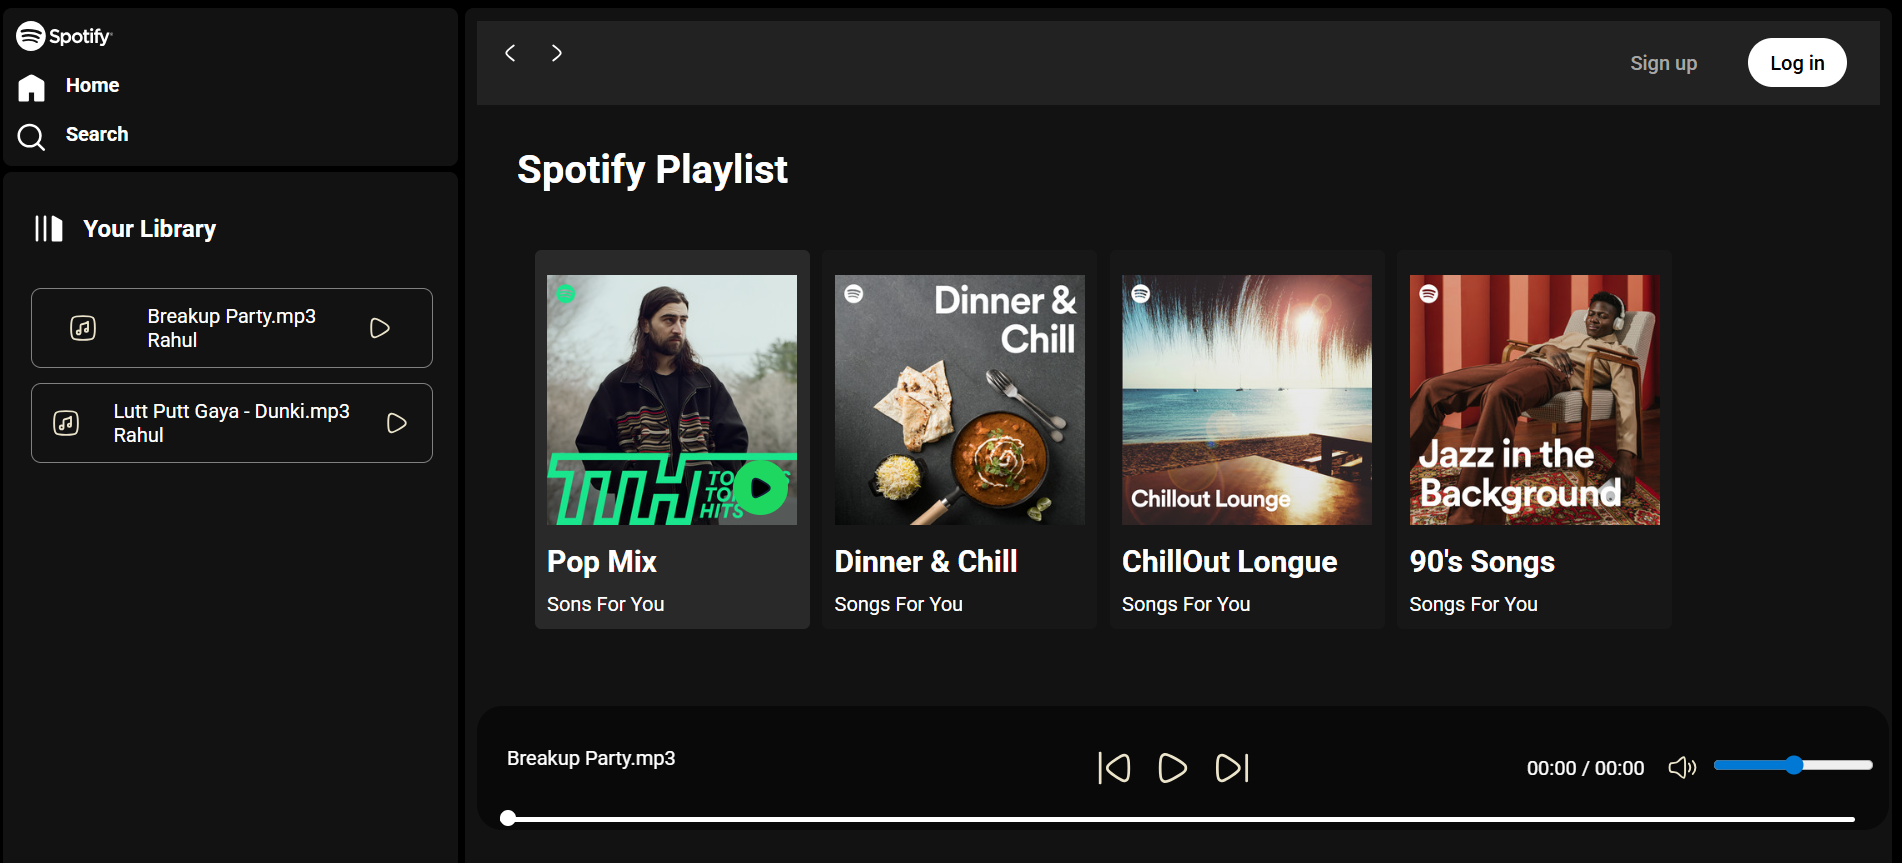 Spotify
Home
Search
Your Library
Breakup Party.mp3
Rahul
Lutt Putt Gaya - Dunki.mp3
Rahul
Sign up
Log in
Spotify Playlist
TTH
HITS
Pop Mix
Sons For You
Dinner &
Chill
Dinner & Chill
Songs For You
Chillout Lounge
ChillOut Longue
Songs For You
Jazz in the
Background
90's Songs
Songs For You
Breakup Party.mp3
00:00 / 00:00